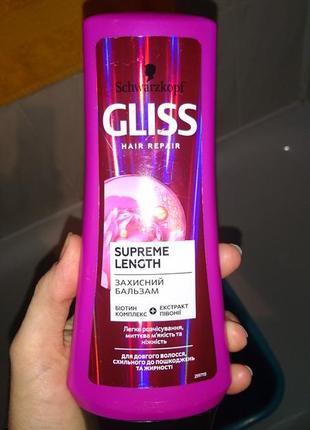 Schwarzkopf
GLISS
HAIR REPAIR
SUPREME
LENGTH
ЗАХИСНИЙ
БАЛЬЗАМ
БІОТИН + ЕКСТРАКТ
КОМПЛЕКС ПІВОНІЇ
Легке розчісування,
миттєва м'якість та
ніжність
ДЛЯ ДОВГОГО ВОЛОССЯ,
СХИЛЬНОГО ДО ПОШКОДЖЕНЬ
ТА ЖИРНОСТІ